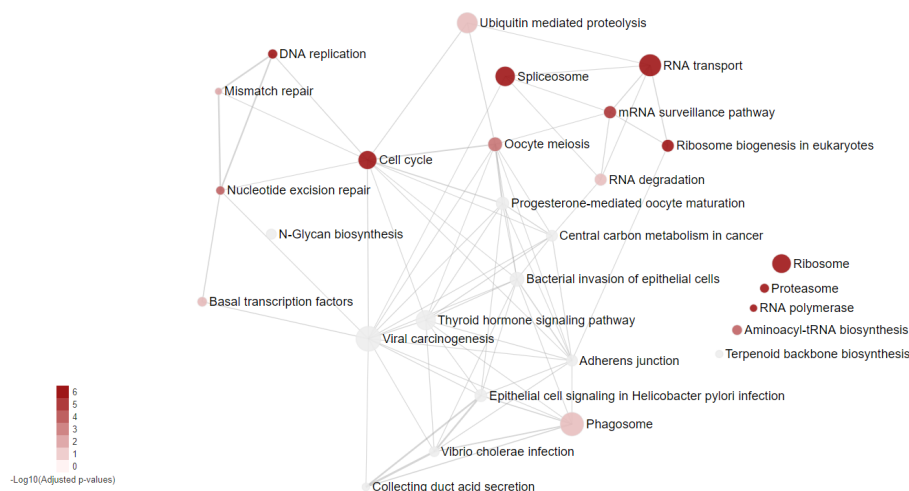 Ubiquitin mediated proteolysis
DNA replication
RNA transport
Spliceosome
Mismatch repair
mRNA surveillance pathway
Oocyte meiosis
Ribosome biogenesis in eukaryotes
Cell cycle
RNA degradation
Nucleotide excision repair
Progesterone-mediated oocyte maturation
N-Glycan biosynthesis
Central carbon metabolism in cancer
Ribosome
Bacterial invasion of epithelial cells
Proteasome
Basal transcription factors
RNA polymerase
Thyroid hormone signaling pathway
Aminoacyl-tRNA biosynthesis
Viral carcinogenesis
Terpenoid backbone biosynthesis
Adherens junction
Epithelial cell signaling in Helicobacter pylori infection
Phagosome
Vibrio cholerae infection
Collecting duct acid secretion
6
5
4
3
2
1
0
-Log10(Adjusted p-values)